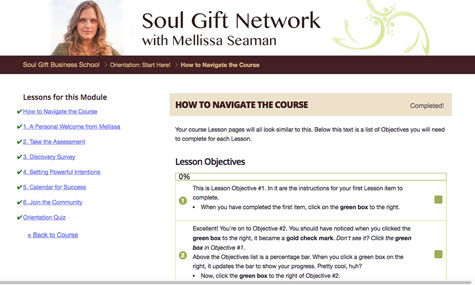 Soul Gift Network
with Mellissa Seaman
Soul Gift Business School > Orientation: Start Here! > How to Navigate the Course
Lessons for this Module
How to Navigate the Course
1. A Personal Welcome from Mellissa
2. Take the Assessment
3. Discovery Survey
4. Setting Powerful Intentions
5. Calendar for Success
6. Join the Community
Orientation Quiz
« Back to Course
HOW TO NAVIGATE THE COURSE
Completed!
Your course Lesson pages will all look similar to this. Below this text is a list of Objectives you will need
to complete for each Lesson.
Lesson Objectives
0%
1
This is Lesson Objective #1. In it are the instructions for your first Lesson item to
complete.
• When you have completed the first item, click on the green box to the right.
2
Excellent! You're on to Objective #2. You should have noticed when you clicked the
green box to the right, it became a gold check mark. Don't see it? Click the green
box in Objective #1.
Above the Objectives list is a percentage bar. When you click a green box on the
right, it updates the bar to show your progress. Pretty cool, huh?
• Now, click the green box to the right of Objective #2.